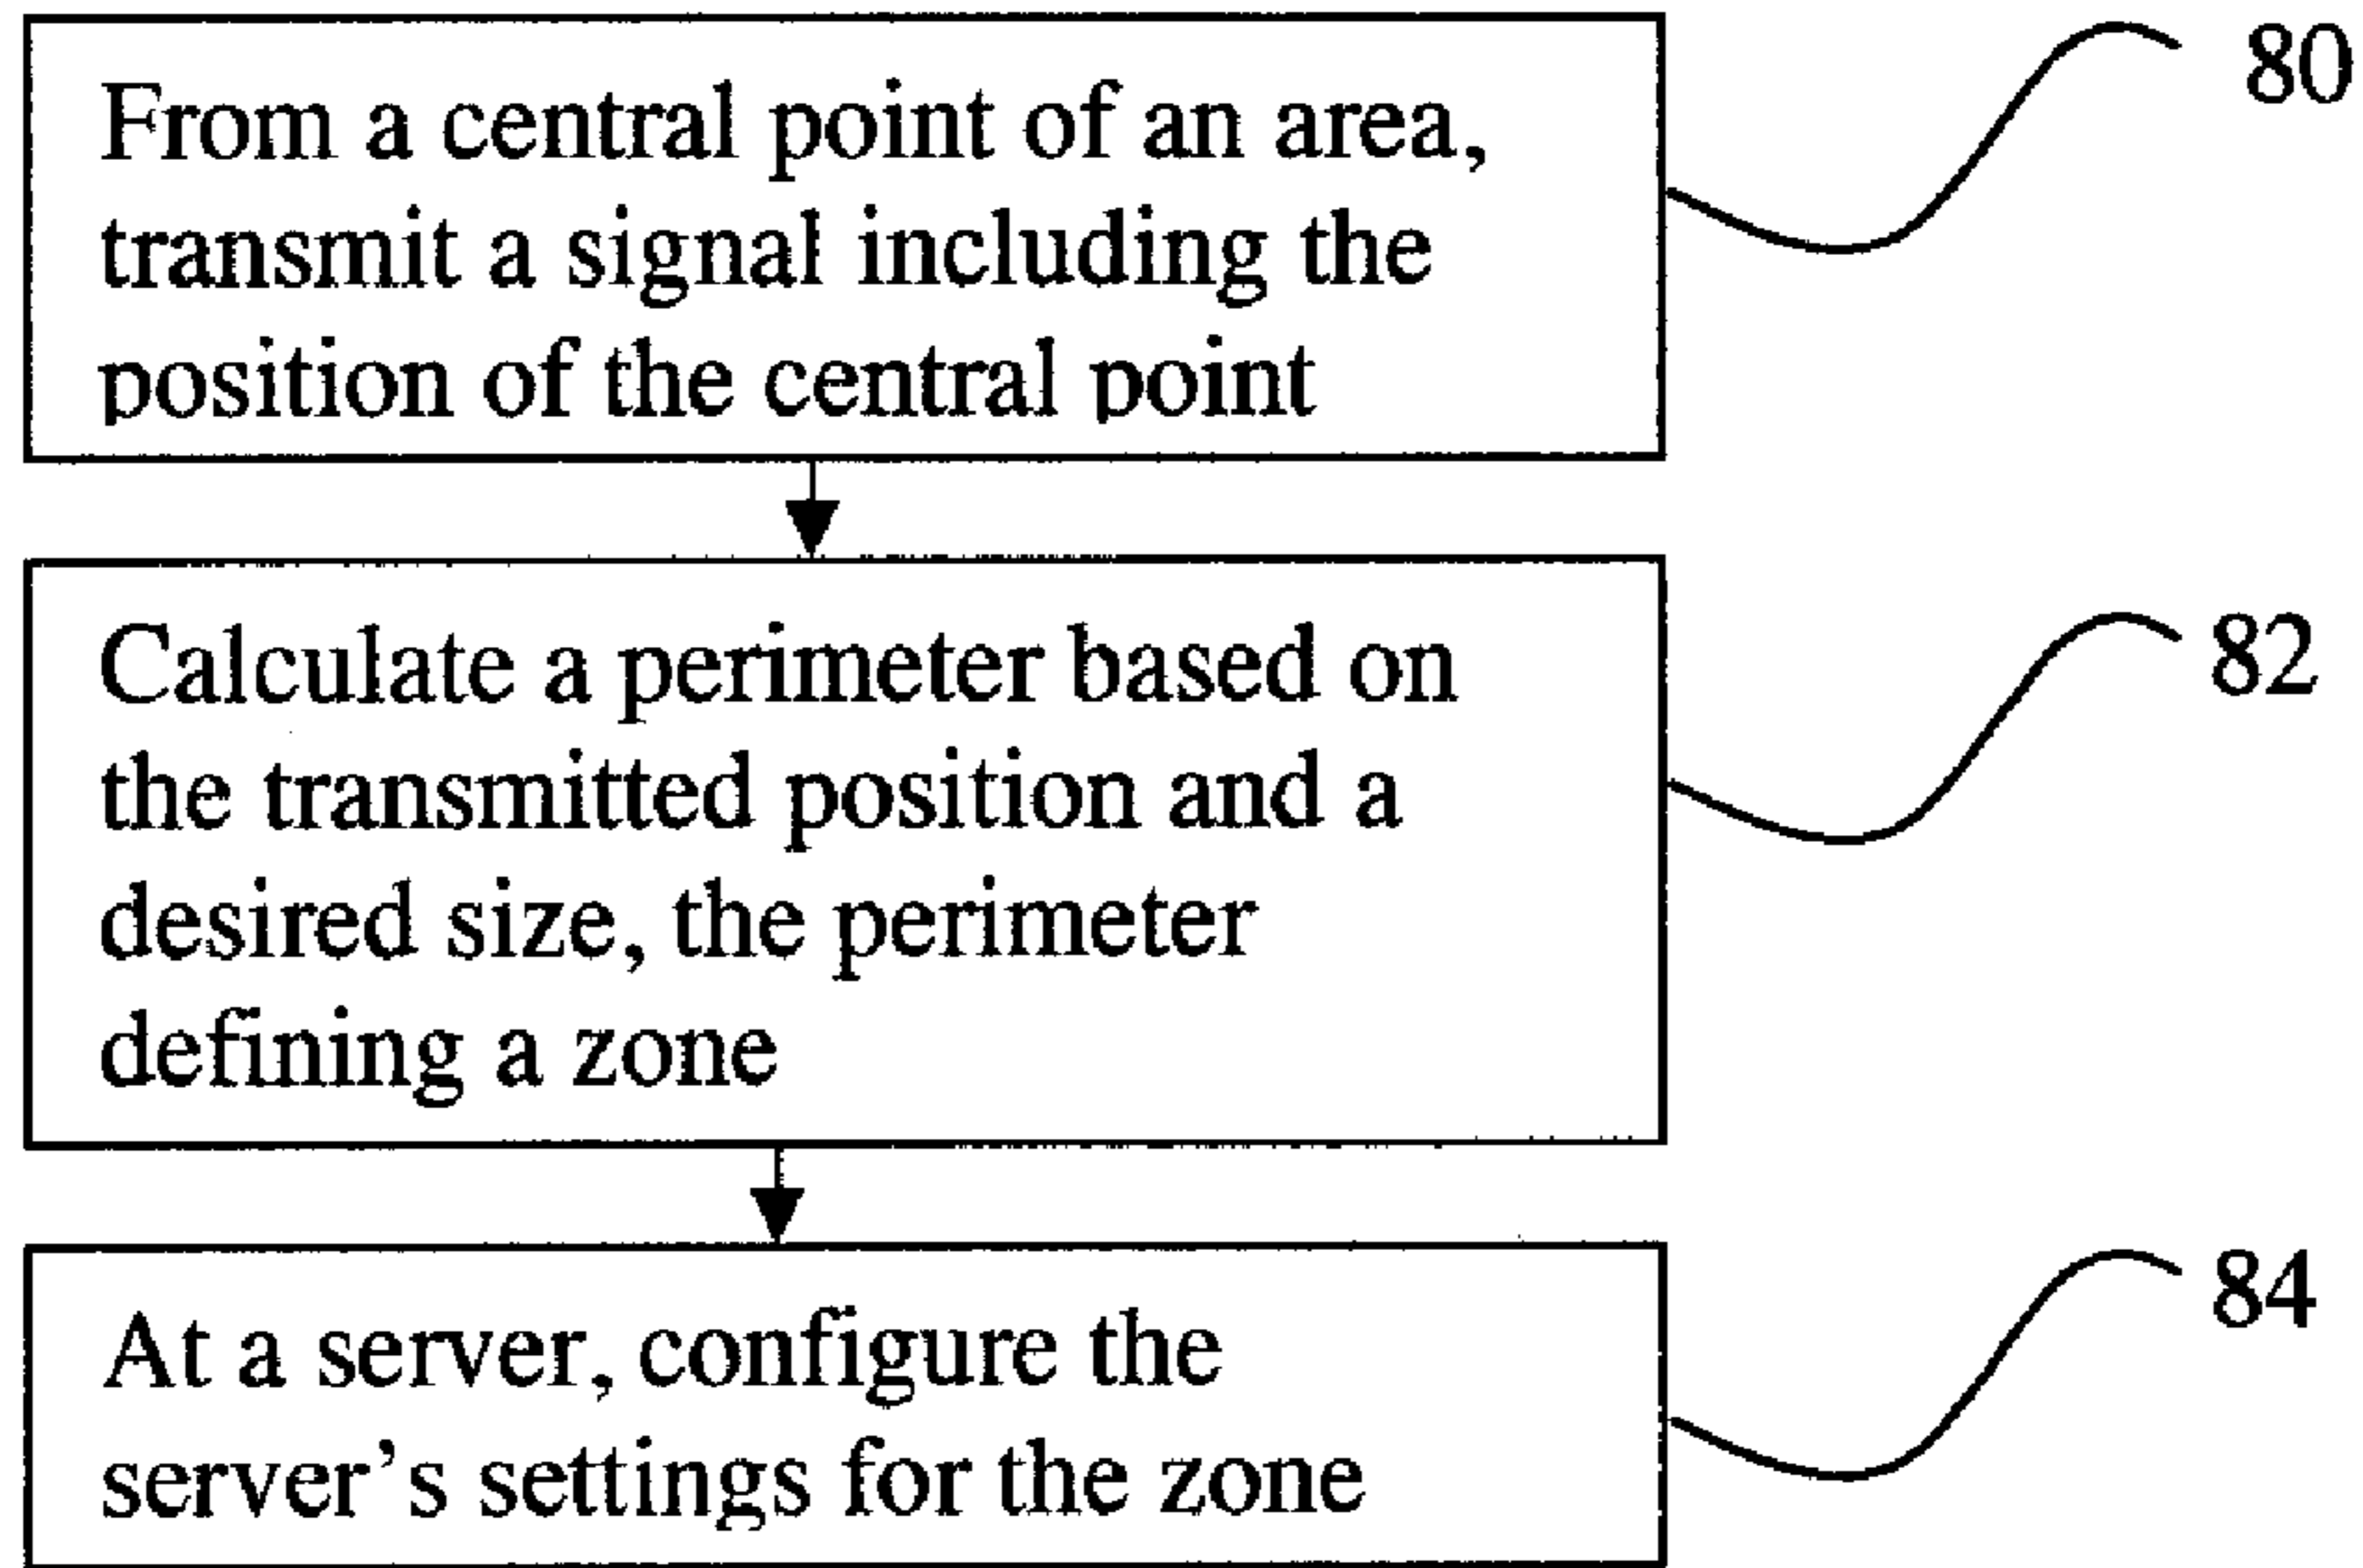 From a central point of an area,
transmit a signal including the
position of the central point
80
Calculate a perimeter based on
the transmitted position and a
desired size, the perimeter
defining a zone
82
At a server, configure the
server’s settings for the zone
84